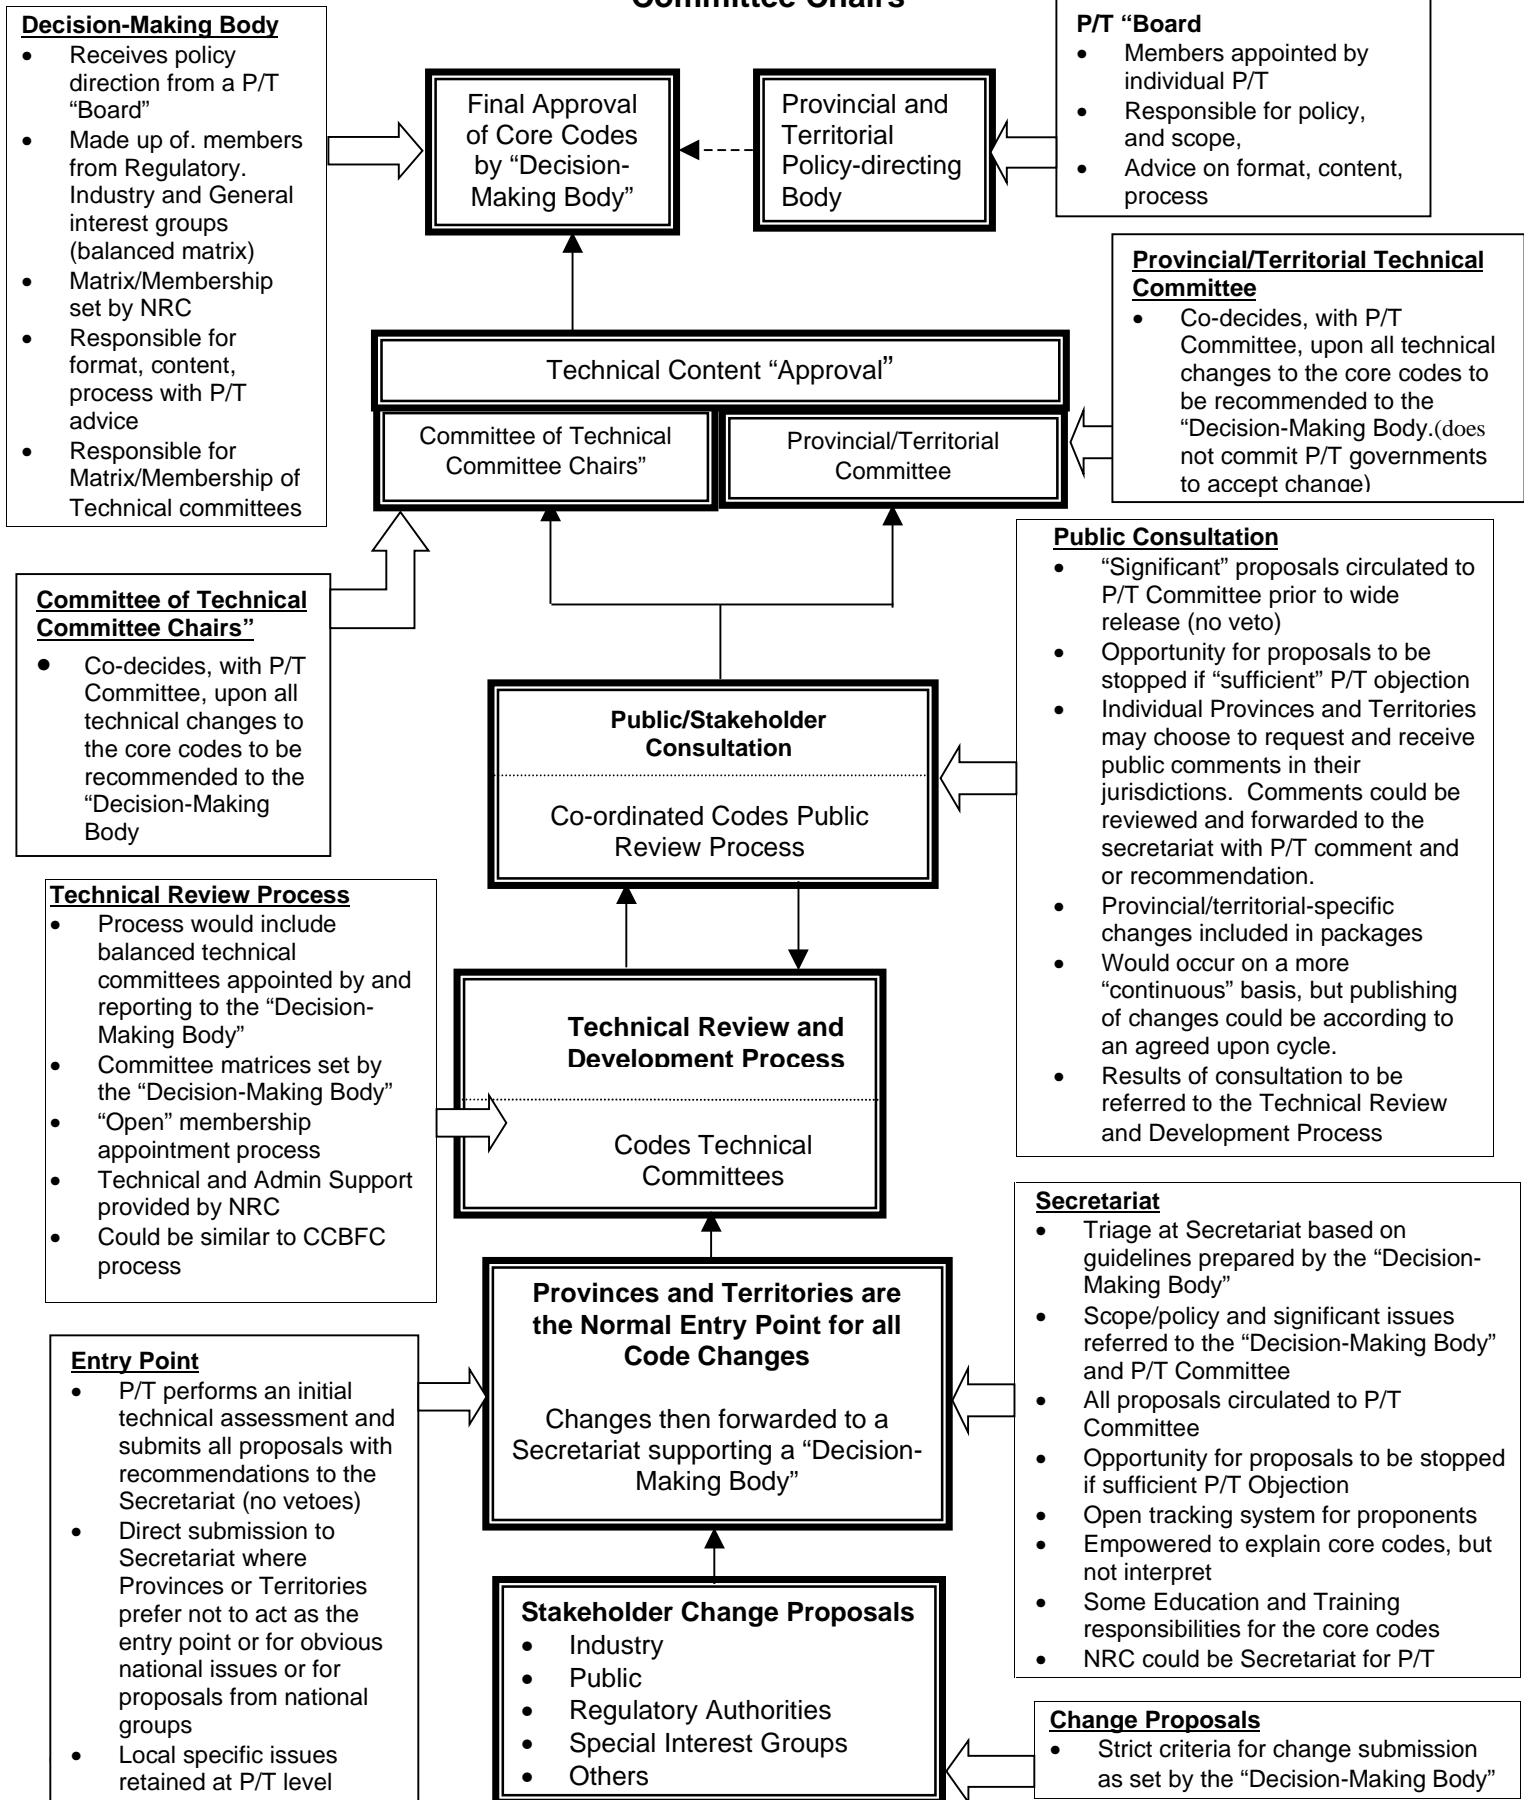 Committee Chairs
Decision-Making Body
• Receives policy
direction from a P/T
“Board”
• Made up of. members
from Regulatory.
Industry and General
interest groups
(balanced matrix)
• Matrix/Membership
set by NRC
• Responsible for
format, content,
process with P/T
advice
• Responsible for
Matrix/Membership of
Technical committees
Final Approval
of Core Codes
by “Decision-
Making Body”
Provincial and
Territorial
Policy-directing
Body
P/T “Board
• Members appointed by
individual P/T
• Responsible for policy,
and scope,
• Advice on format, content,
process
Provincial/Territorial Technical
Committee
• Co-decides, with P/T
Committee, upon all technical
changes to the core codes to
be recommended to the
“Decision-Making Body.(does
not commit P/T governments
to accept change)
Technical Content “Approval”
Committee of Technical
Committee Chairs”
Provincial/Territorial
Committee
Committee of Technical
Committee Chairs”
• Co-decides, with P/T
Committee, upon all
technical changes to
the core codes to be
recommended to the
“Decision-Making
Body
Public Consultation
• “Significant” proposals circulated to
P/T Committee prior to wide
release (no veto)
• Opportunity for proposals to be
stopped if “sufficient” P/T objection
• Individual Provinces and Territories
may choose to request and receive
public comments in their
jurisdictions. Comments could be
reviewed and forwarded to the
secretariat with P/T comment and
or recommendation.
• Provincial/territorial-specific
changes included in packages
• Would occur on a more
“continuous” basis, but publishing
of changes could be according to
an agreed upon cycle.
• Results of consultation to be
referred to the Technical Review
and Development Process
Public/Stakeholder
Consultation
Co-ordinated Codes Public
Review Process
Technical Review Process
• Process would include
balanced technical
committees appointed by and
reporting to the “Decision-
Making Body”
• Committee matrices set by
the “Decision-Making Body”
• “Open” membership
appointment process
• Technical and Admin Support
provided by NRC
• Could be similar to CCBFC
process
Technical Review and
Development Process
Codes Technical
Committees
Secretariat
• Triage at Secretariat based on
guidelines prepared by the “Decision-
Making Body”
• Scope/policy and significant issues
referred to the “Decision-Making Body”
and P/T Committee
• All proposals circulated to P/T
Committee
• Opportunity for proposals to be stopped
if sufficient P/T Objection
• Open tracking system for proponents
• Empowered to explain core codes, but
not interpret
• Some Education and Training
responsibilities for the core codes
• NRC could be Secretariat for P/T
Provinces and Territories are
the Normal Entry Point for all
Code Changes
Changes then forwarded to a
Secretariat supporting a “Decision-
Making Body”
Entry Point
• P/T performs an initial
technical assessment and
submits all proposals with
recommendations to the
Secretariat (no vetoes)
• Direct submission to
Secretariat where
Provinces or Territories
prefer not to act as the
entry point or for obvious
national issues or for
proposals from national
groups
• Local specific issues
retained at P/T level
Stakeholder Change Proposals
• Industry
• Public
• Regulatory Authorities
• Special Interest Groups
• Others
Change Proposals
• Strict criteria for change submission
as set by the “Decision-Making Body”